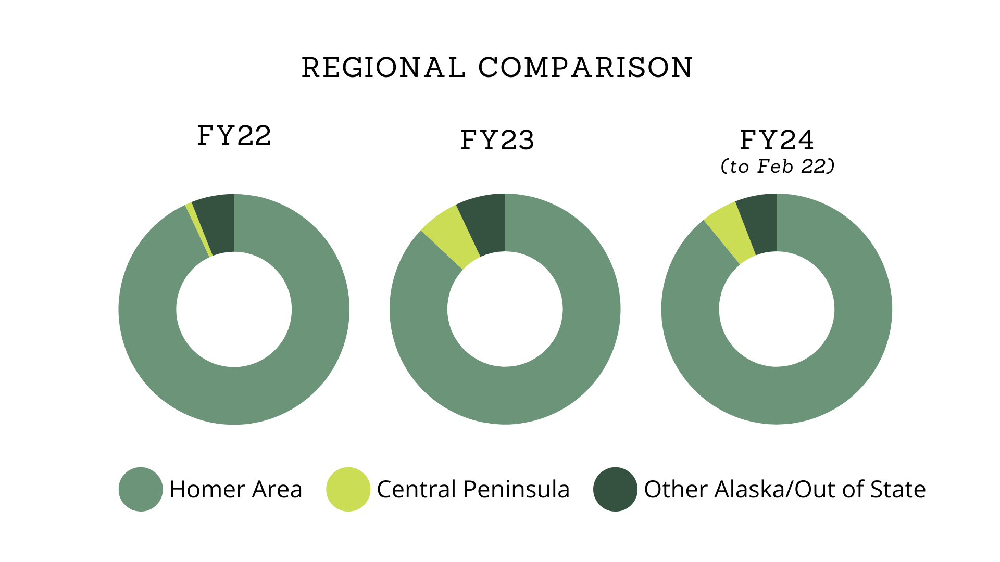 REGIONAL COMPARISON
FY22
FY23
FY24
(to Feb 22)
Homer Area
Central Peninsula
Other Alaska/Out of State